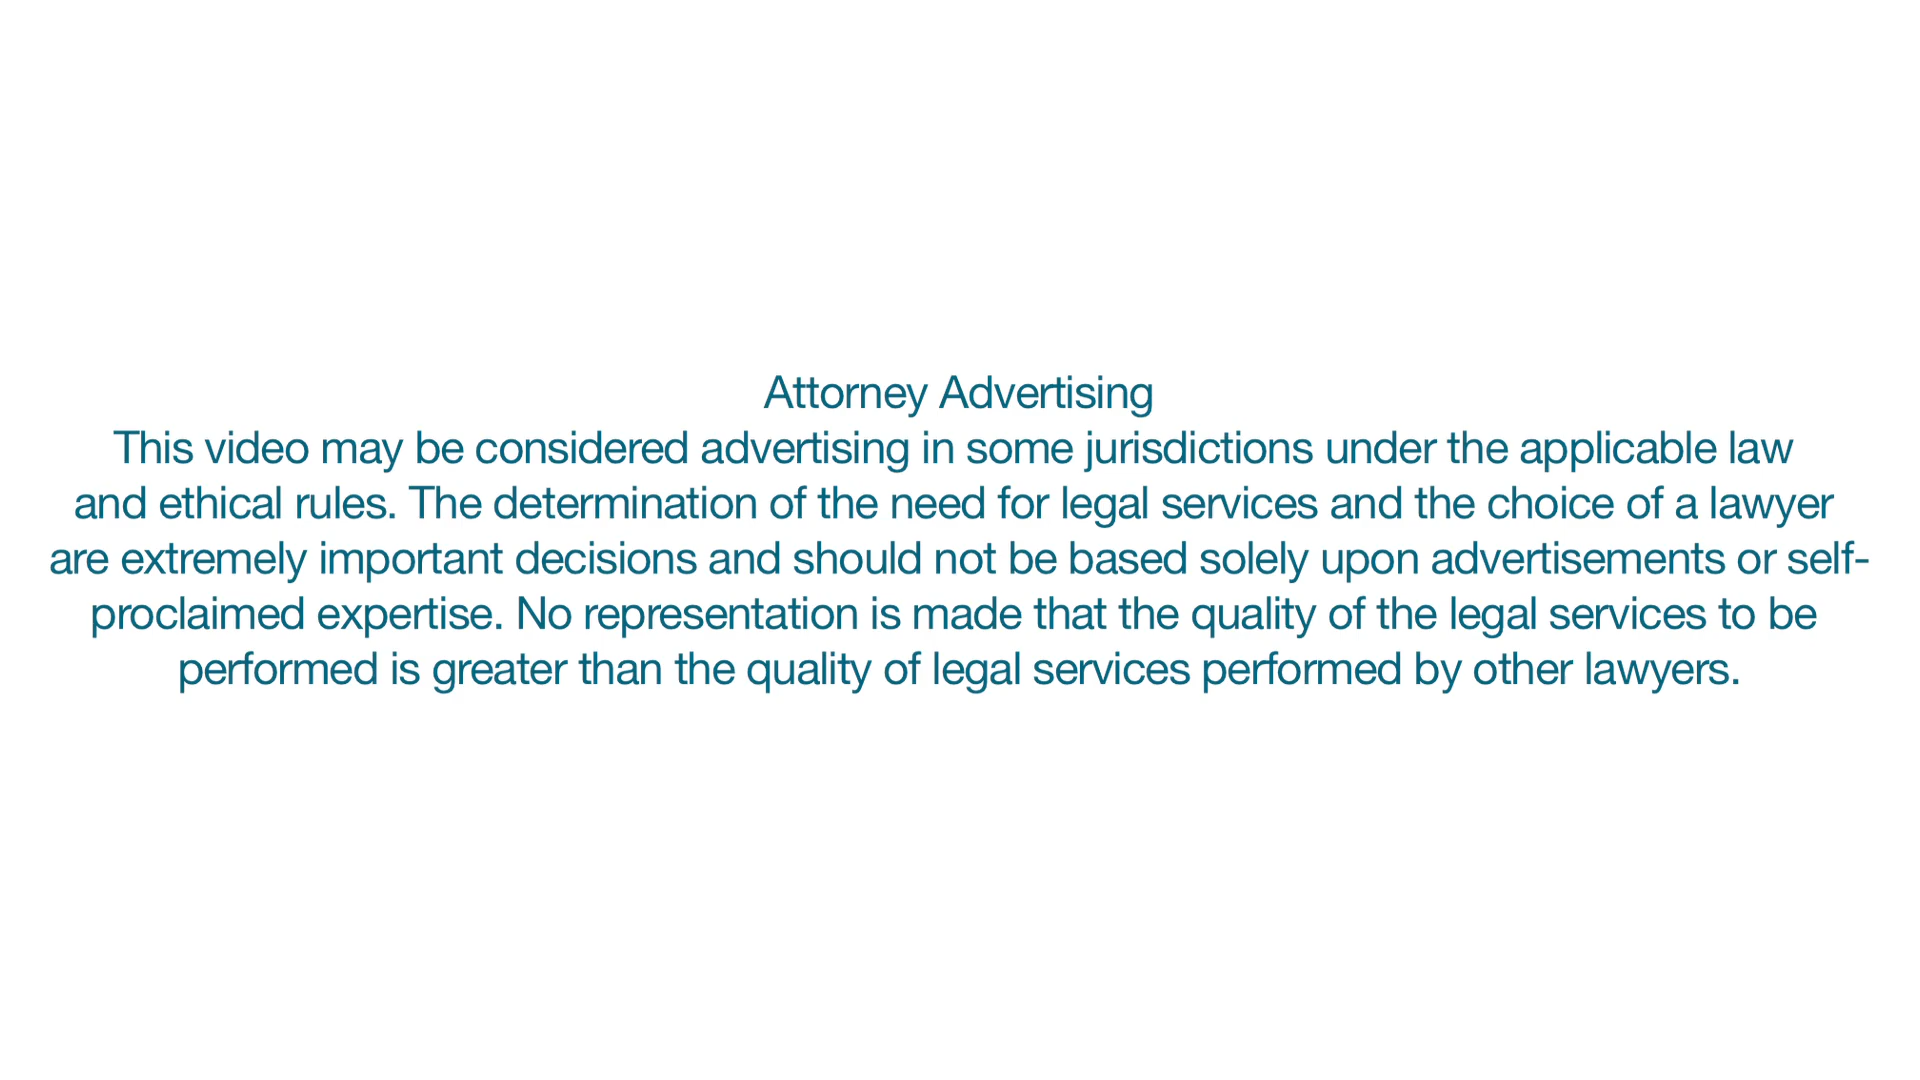 Attorney Advertising
This video may be considered advertising in some jurisdictions under the applicable law
and ethical rules. The determination of the need for legal services and the choice of a lawyer
are extremely important decisions and should not be based solely upon advertisements or self-
proclaimed expertise. No representation is made that the quality of the legal services to be
performed is greater than the quality of legal services performed by other lawyers.